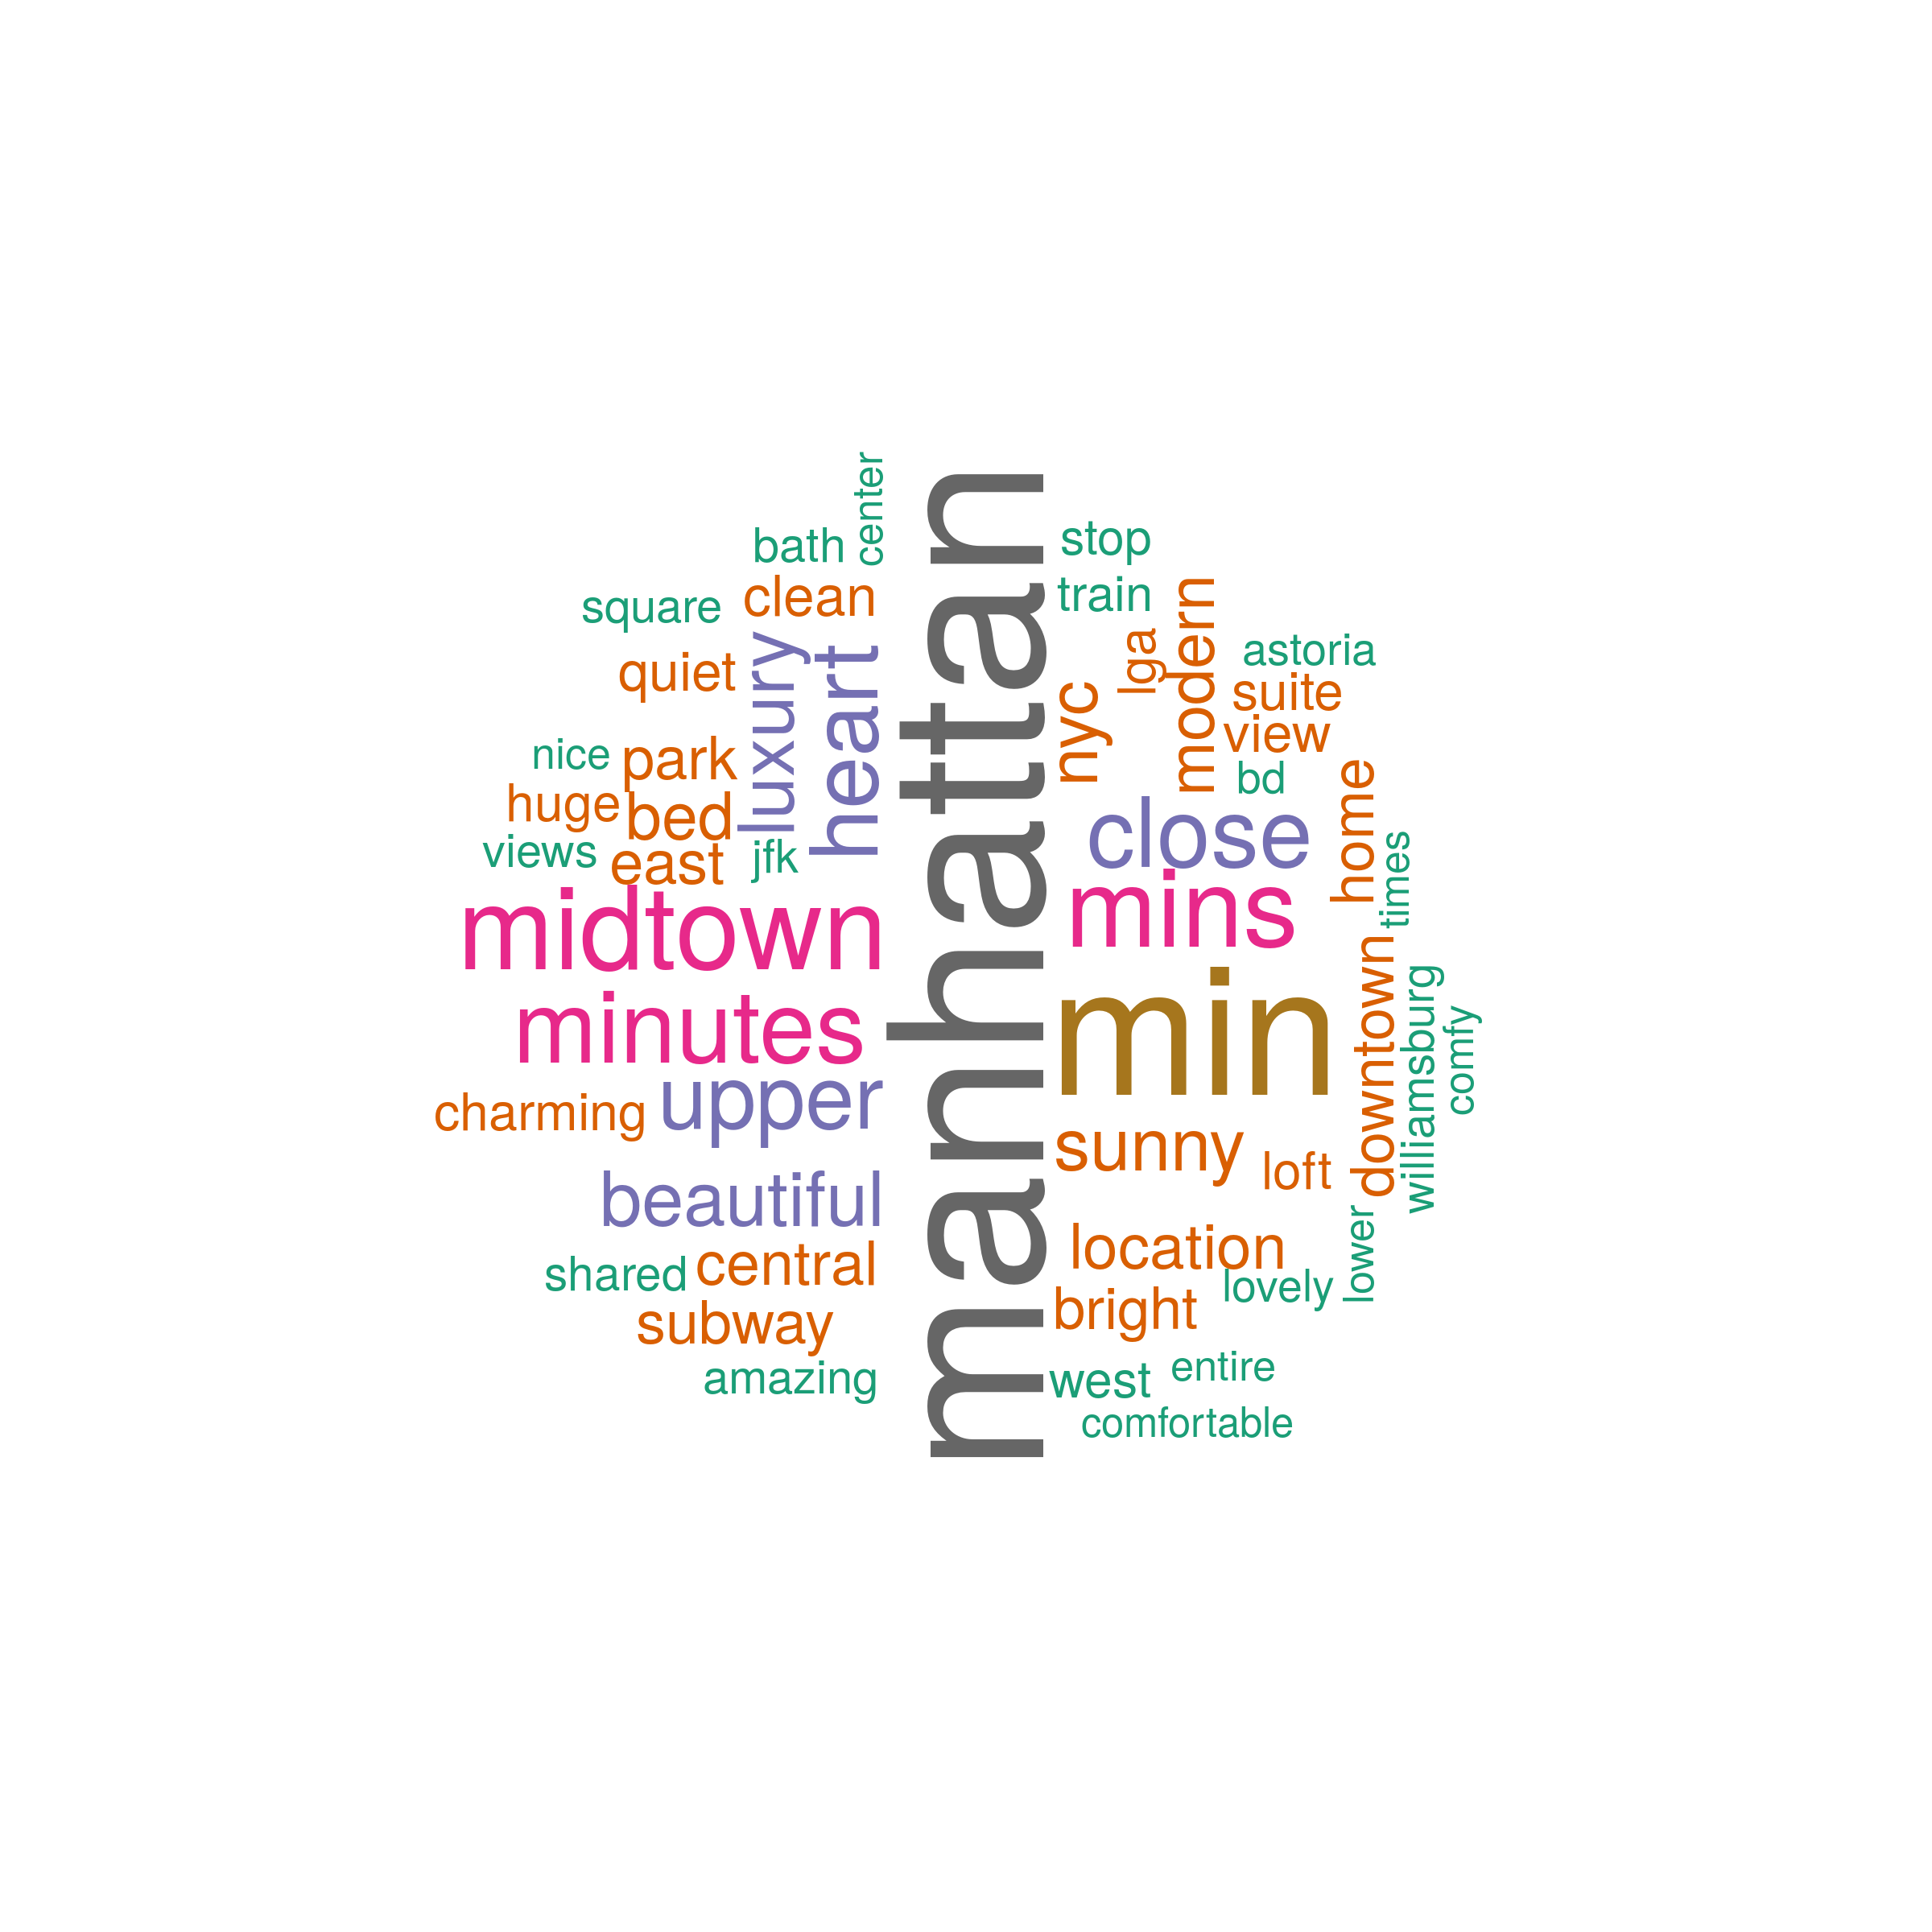 center
bath
stop
clean
train
square
modern
lga
luxury
heart
astoria
quiet
suite
nyc
view
nice
park
bd
huge
bed
close
home
views
east
jfk
times
manhattan
midtown
mins
minutes
min
downtown
williamsburg
comfy
charming
upper
sunny
loft
beautiful
location
lower
shared
central
lovely
subway
bright
amazing
west
entire
comfortable